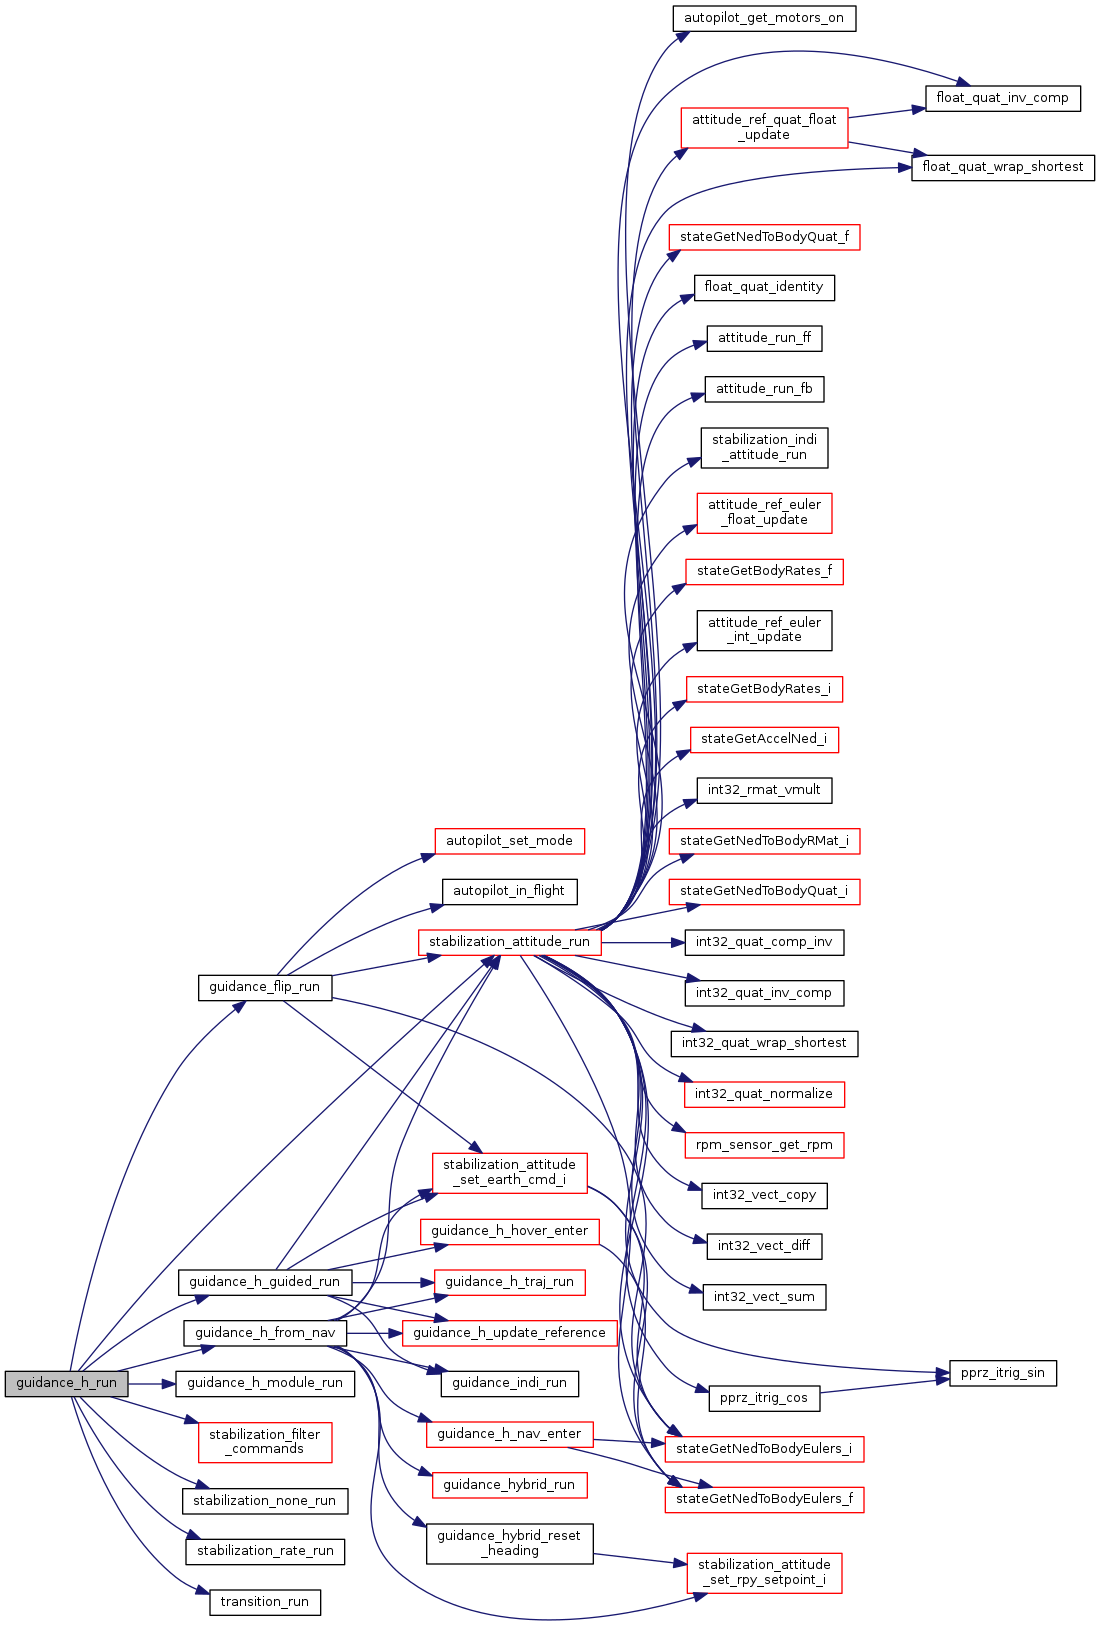 autopilot_get_motors_on
float_quat_inv_comp
attitude_ref_quat_float
_update
float_quat_wrap_shortest
stateGetNedToBodyQuat_f
float_quat_identity
attitude_run_ff
attitude_run_fb
stabilization_indi
_attitude_run
attitude_ref_euler
_float_update
stateGetBodyRates_f
attitude_ref_euler
_int_update
stateGetBodyRates_i
stateGetAccelNed_i
int32_rmat_vmult
autopilot_set_mode
stateGetNedToBodyRMat_i
autopilot_in_flight
stateGetNedToBodyQuat_i
stabilization_attitude_run
int32_quat_comp_inv
guidance_flip_run
int32_quat_inv_comp
int32_quat_wrap_shortest
int32_quat_normalize
rpm_sensor_get_rpm
stabilization_attitude
_set_earth_cmd_i
int32_vect_copy
guidance_h_hover_enter
int32_vect_diff
guidance_h_guided_run
guidance_h_traj_run
int32_vect_sum
guidance_h_from_nav
guidance_h_update_reference
pprz_itrig_sin
guidance_h_run
guidance_h_module_run
guidance_indi_run
pprz_itrig_cos
stabilization_filter
_commands
guidance_h_nav_enter
stateGetNedToBodyEulers_i
guidance_hybrid_run
stabilization_none_run
stateGetNedToBodyEulers_f
guidance_hybrid_reset
_heading
stabilization_rate_run
stabilization_attitude
_set_rpy_setpoint_i
transition_run